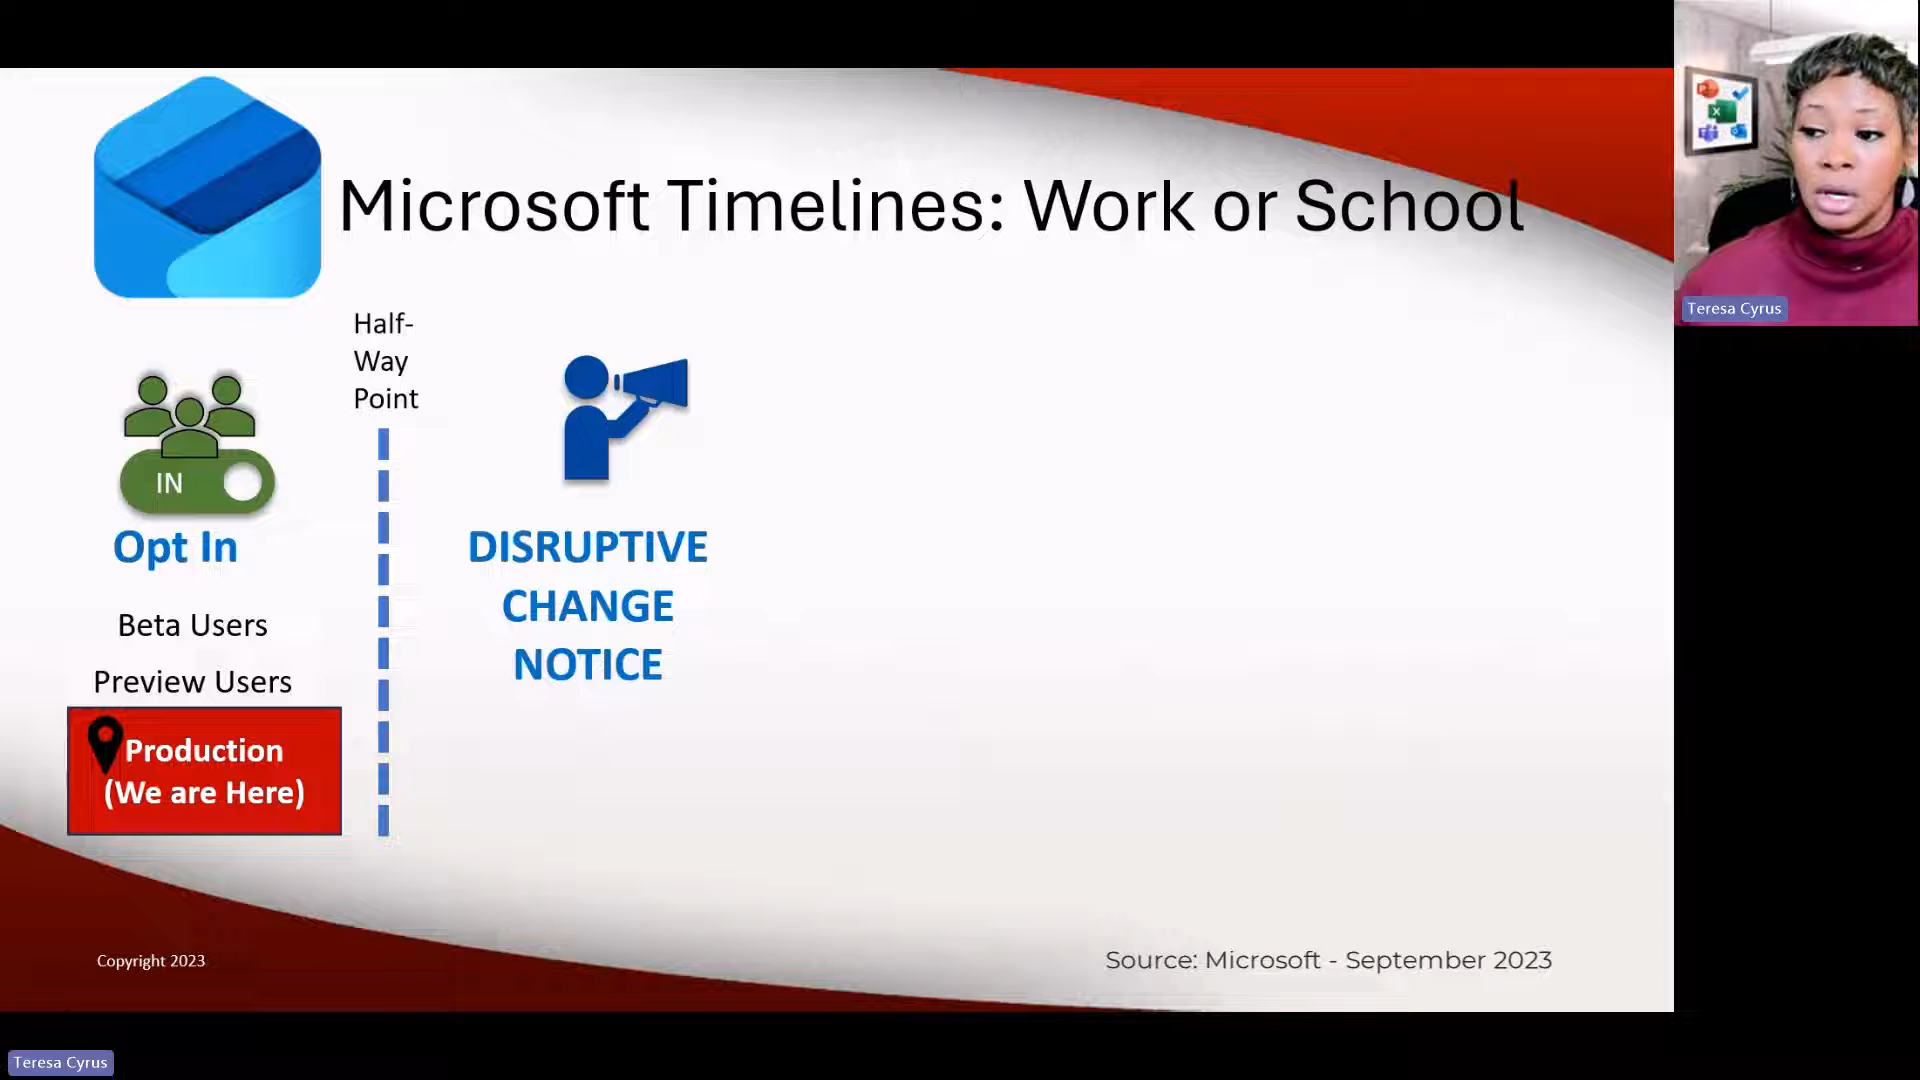 Microsoft Timelines: Work or School
Teresa Cyrus
Half-
Way
Point
IN
Opt In
Beta Users
Preview Users
Production
(We are Here)
DISRUPTIVE
CHANGE
NOTICE
Copyright 2023
Source: Microsoft - September 2023
Teresa Cyrus